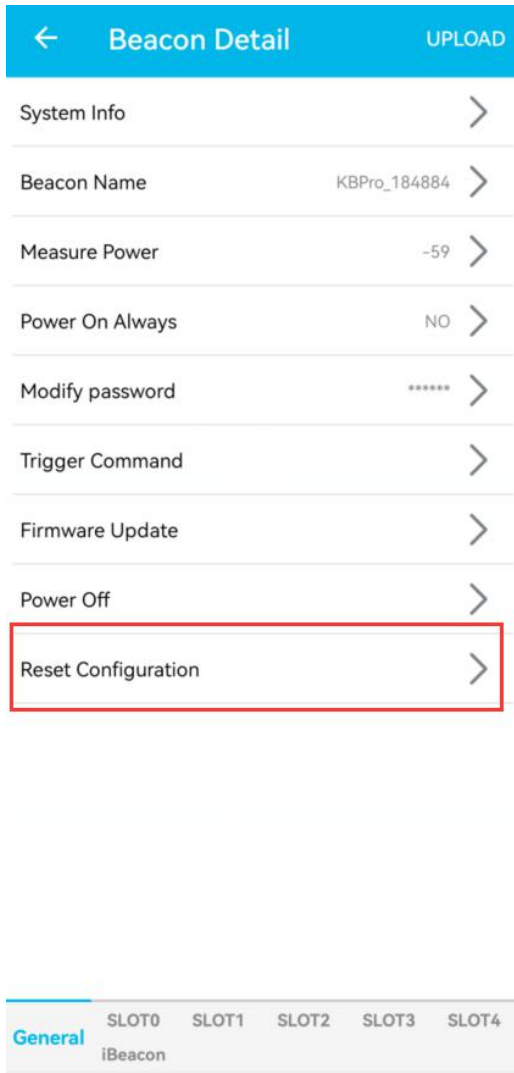 Beacon Detail UPLOAD
System Info
Beacon Name KBPro_184884
Measure Power -59
Power On Always NO
Modify password ******
Trigger Command
Firmware Update
Power Off
Reset Configuration
General SLOT0 SLOT1 SLOT2 SLOT3 SLOT4
iBeacon